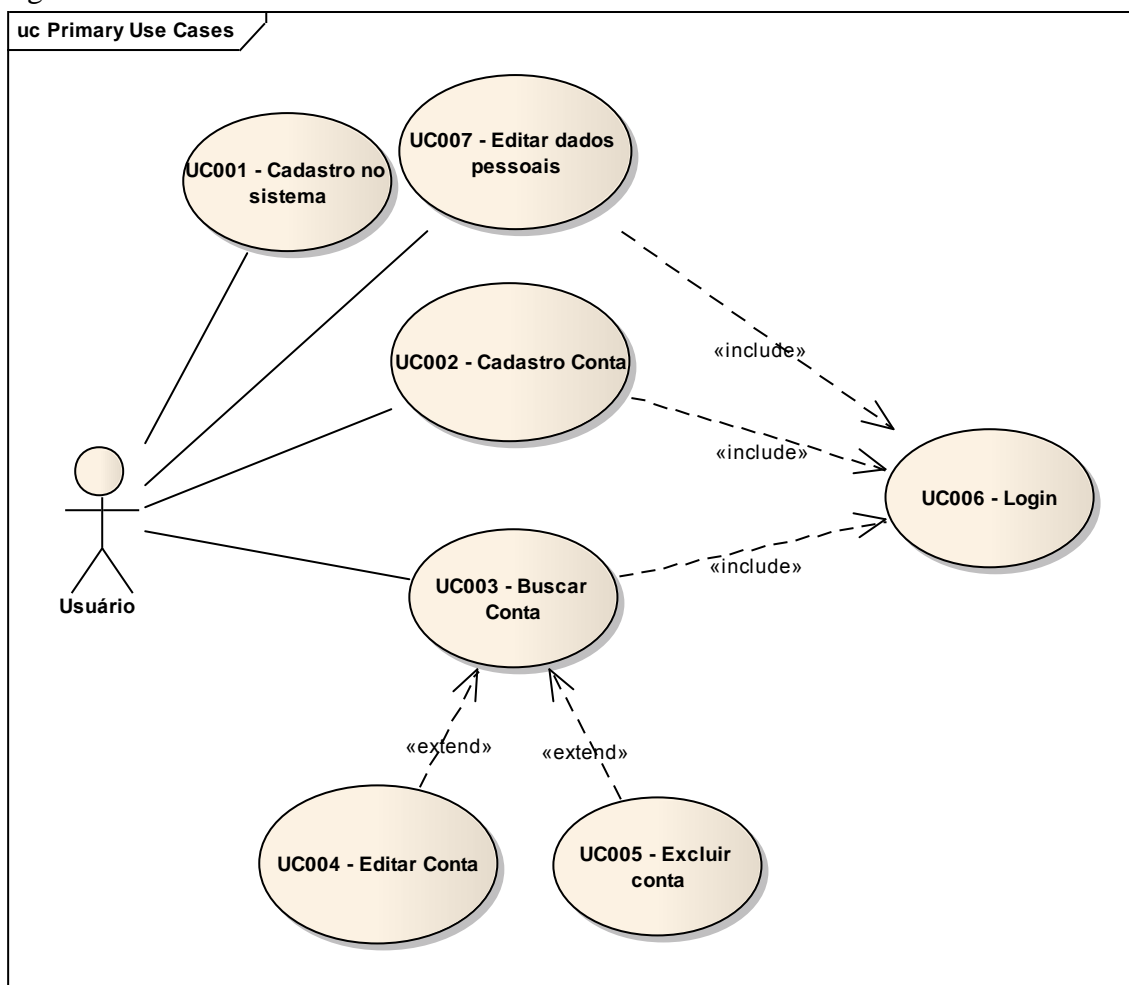 uc Primary Use Cases
UC007 - Editar dados
pessoais
UC001 - Cadastro no
sistema
UC002 - Cadastro Conta
«include»
«include»
UC006 - Login
«include»
UC003 - Buscar
Conta
Usuário
«extend»
«extend»
UC004 - Editar Conta
UC005 - Excluir
conta